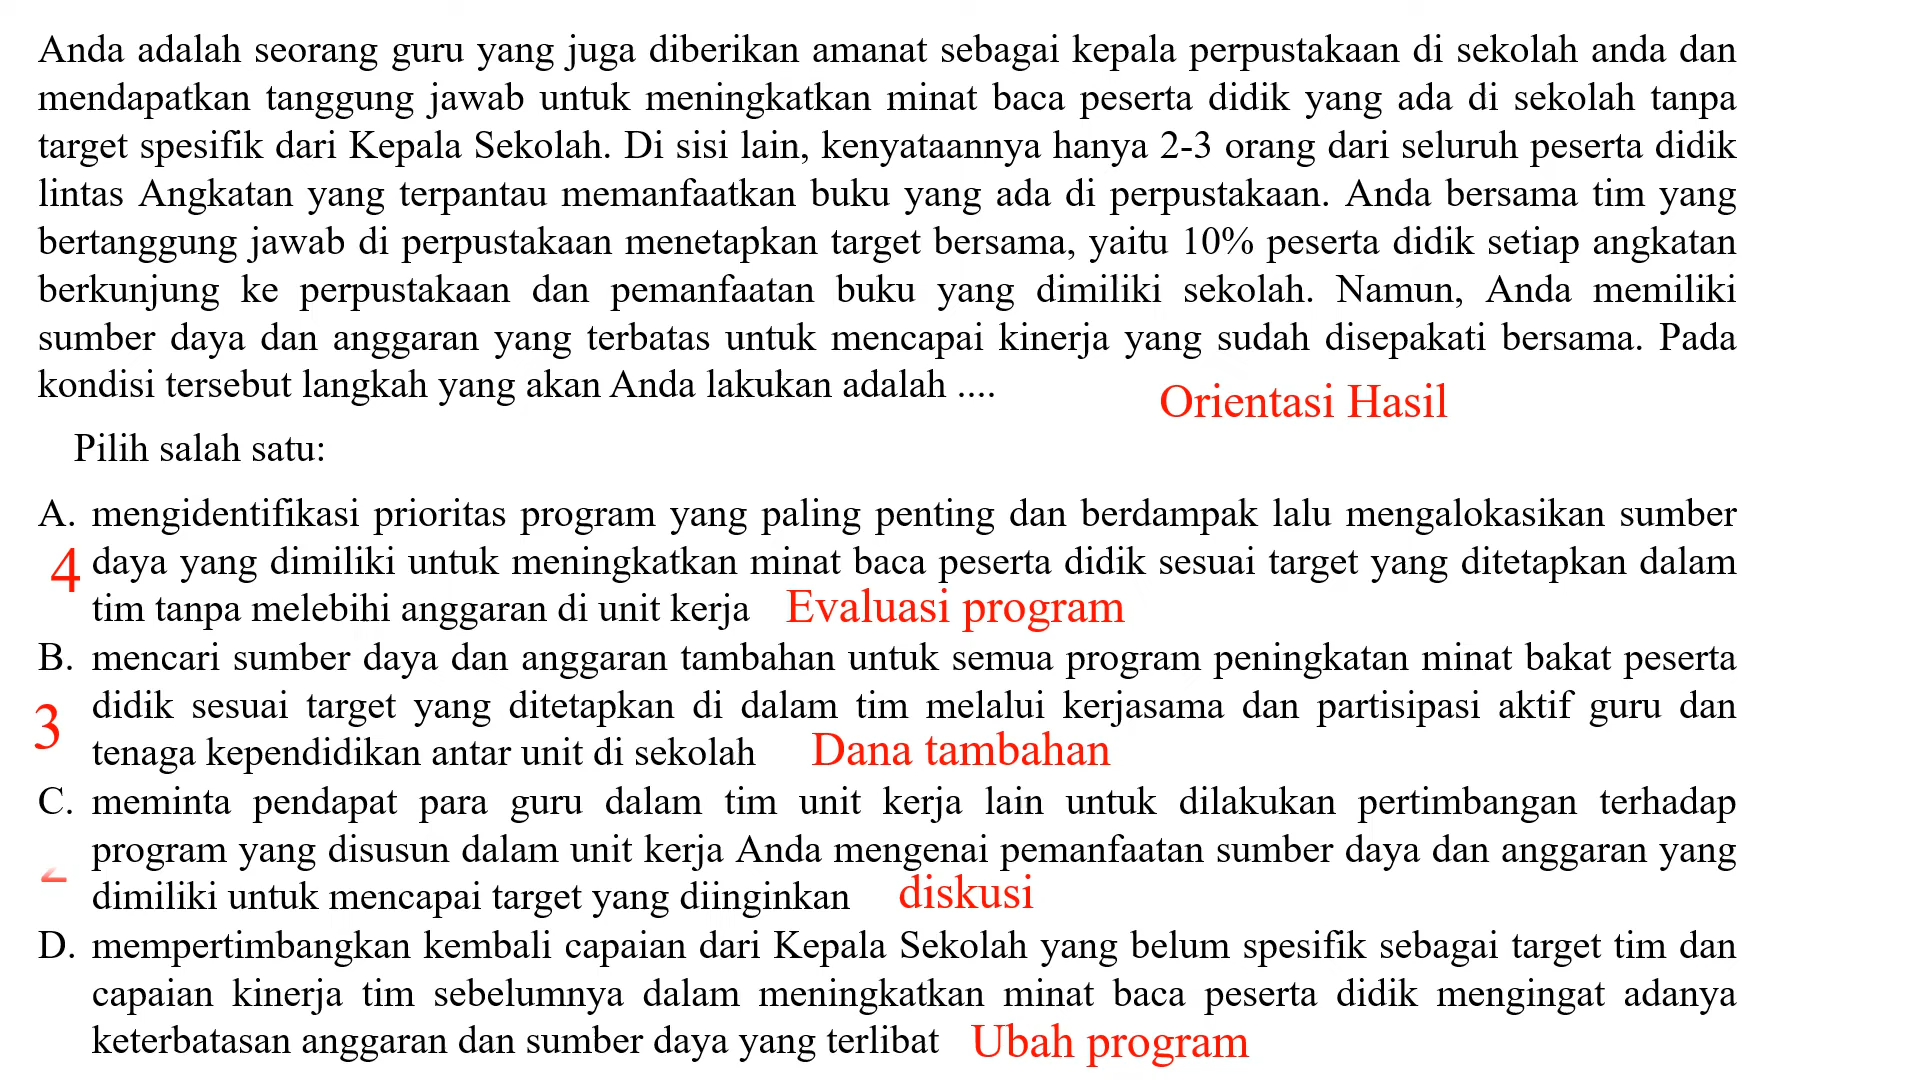 Anda adalah seorang guru yang juga diberikan amanat sebagai kepala perpustakaan di sekolah anda dan
mendapatkan tanggung jawab untuk meningkatkan minat baca peserta didik yang ada di sekolah tanpa
target spesifik dari Kepala Sekolah. Di sisi lain, kenyataannya hanya 2-3 orang dari seluruh peserta didik
lintas Angkatan yang terpantau memanfaatkan buku yang ada di perpustakaan. Anda bersama tim yang
bertanggung jawab di perpustakaan menetapkan target bersama, yaitu 10% peserta didik setiap angkatan
berkunjung ke perpustakaan dan pemanfaatan buku yang dimiliki sekolah. Namun, Anda memiliki
sumber daya dan anggaran yang terbatas untuk mencapai kinerja yang sudah disepakati bersama. Pada
kondisi tersebut langkah yang akan Anda lakukan adalah ....
Orientasi Hasil
Pilih salah satu:
A. mengidentifikasi prioritas program yang paling penting dan berdampak lalu mengalokasikan sumber
4 daya yang dimiliki untuk meningkatkan minat baca peserta didik sesuai target yang ditetapkan dalam
tim tanpa melebihi anggaran di unit kerja Evaluasi program
B. mencari sumber daya dan anggaran tambahan untuk semua program peningkatan minat bakat peserta
3 didik sesuai target yang ditetapkan di dalam tim melalui kerjasama dan partisipasi aktif guru dan
tenaga kependidikan antar unit di sekolah Dana tambahan
C. meminta pendapat para guru dalam tim unit kerja lain untuk dilakukan pertimbangan terhadap
program yang disusun dalam unit kerja Anda mengenai pemanfaatan sumber daya dan anggaran yang
dimiliki untuk mencapai target yang diinginkan diskusi
D. mempertimbangkan kembali capaian dari Kepala Sekolah yang belum spesifik sebagai target tim dan
capaian kinerja tim sebelumnya dalam meningkatkan minat baca peserta didik mengingat adanya
keterbatasan anggaran dan sumber daya yang terlibat Ubah program